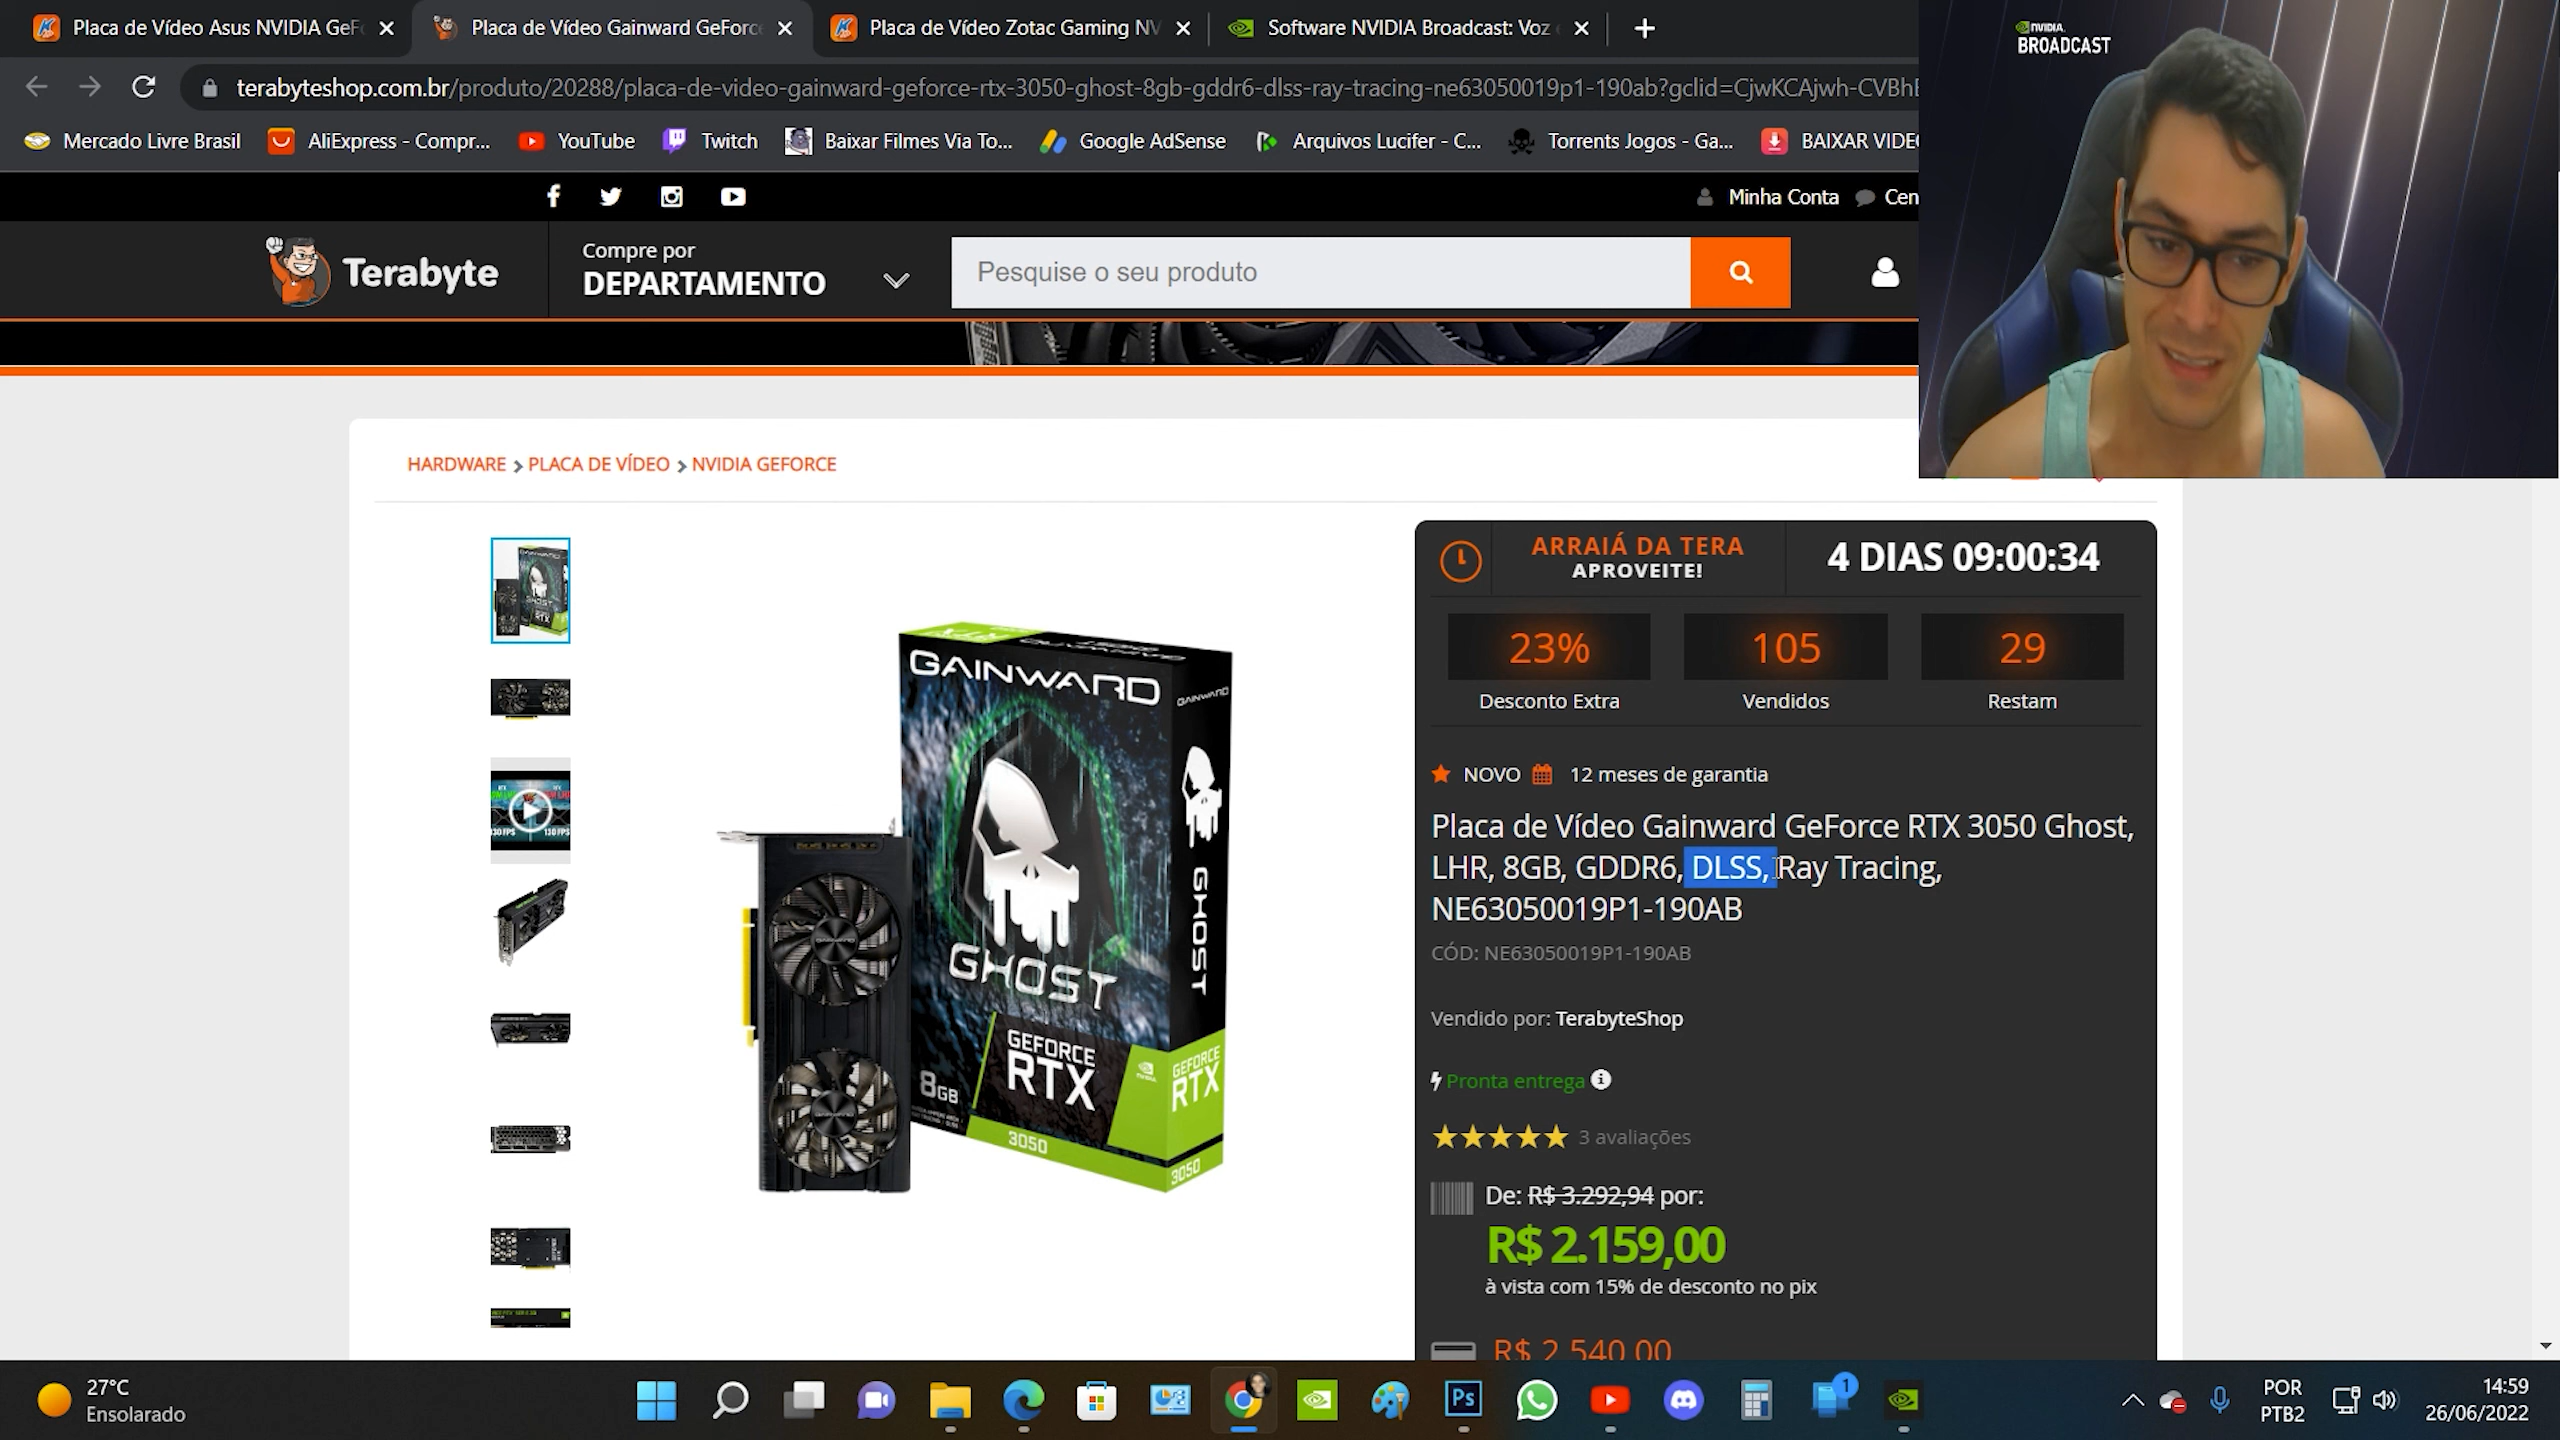 Placa de Vídeo Asus NVIDIA GeF
Placa de Vídeo Gainward GeForc
Placa de Vídeo Zotac Gaming NV
Software NVIDIA Broadcast: Voz
terabyteshop.com.br/produto/20288/placa-de-video-gainward-geforce-rtx-3050-ghost-8gb-gddr6-dlss-ray-tracing-ne63050019p1-190ab?gclid=CjwKCAjwh-CVBhE
Mercado Livre Brasil
AliExpress - Compr...
YouTube
Twitch
Baixar Filmes Via To...
Google AdSense
Arquivos Lucifer - C...
Torrents Jogos - Ga...
BAIXAR VIDE
NVIDIA
BROADCAST
Minha Conta
Cen
Terabyte
Compre por
DEPARTAMENTO
Pesquise o seu produto
HARDWARE > PLACA DE VÍDEO > NVIDIA GEFORCE
GAINWARD
GAINWARD
GHOST
GHOST
8GB
GEFORCE
RTX
GEFORCE
RTX
3050
3050
ARRAIÁ DA TERA
APROVEITE!
4 DIAS 09:00:34
23%
105
29
Desconto Extra
Vendidos
Restam
NOVO
12 meses de garantia
Placa de Vídeo Gainward GeForce RTX 3050 Ghost,
LHR, 8GB, GDDR6, DLSS, Ray Tracing,
NE63050019P1-190AB
CÓD: NE63050019P1-190AB
Vendido por: TerabyteShop
Pronta entrega
3 avaliações
De: R$ 3.292,94 por:
R$ 2.159,00
à vista com 15% de desconto no pix
R$ 2.540,00
27°C
Ensolarado
Ps
1
POR
PTB2
14:59
26/06/2022